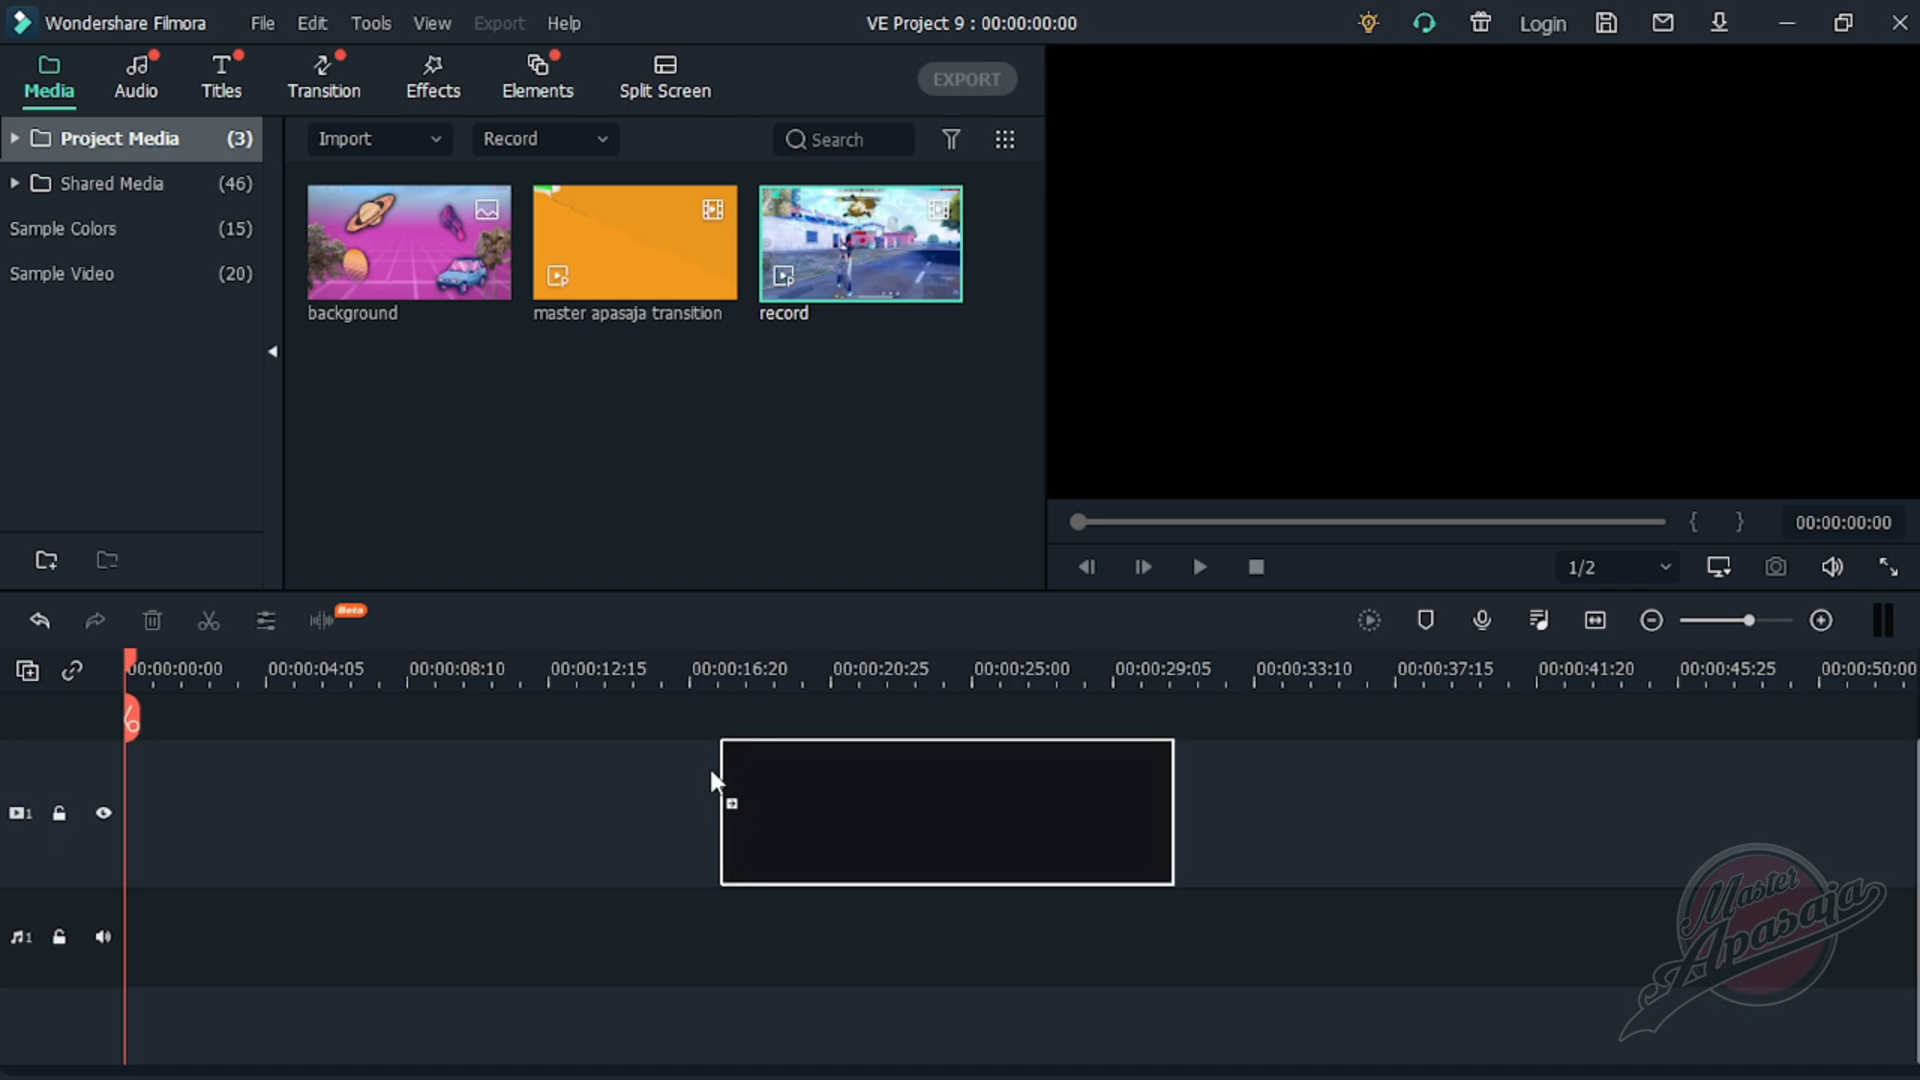 Wondershare Filmora File Edit Tools View Export Help VE Project 9 : 00:00:00:00 Login
Media Audio Titles Transition Effects Elements Split Screen EXPORT
Project Media (3) Import Record Search
Shared Media (46)
Sample Colors (15)
Sample Video (20)
background master apasaja transition record
{ } 00:00:00:00
1/2
Beta
00:00:00:00 00:00:04:05 00:00:08:10 00:00:12:15 00:00:16:20 00:00:20:25 00:00:25:00 00:00:29:05 00:00:33:10 00:00:37:15 00:00:41:20 00:00:45:25 00:00:50:00
1
1
Master
Apasaja